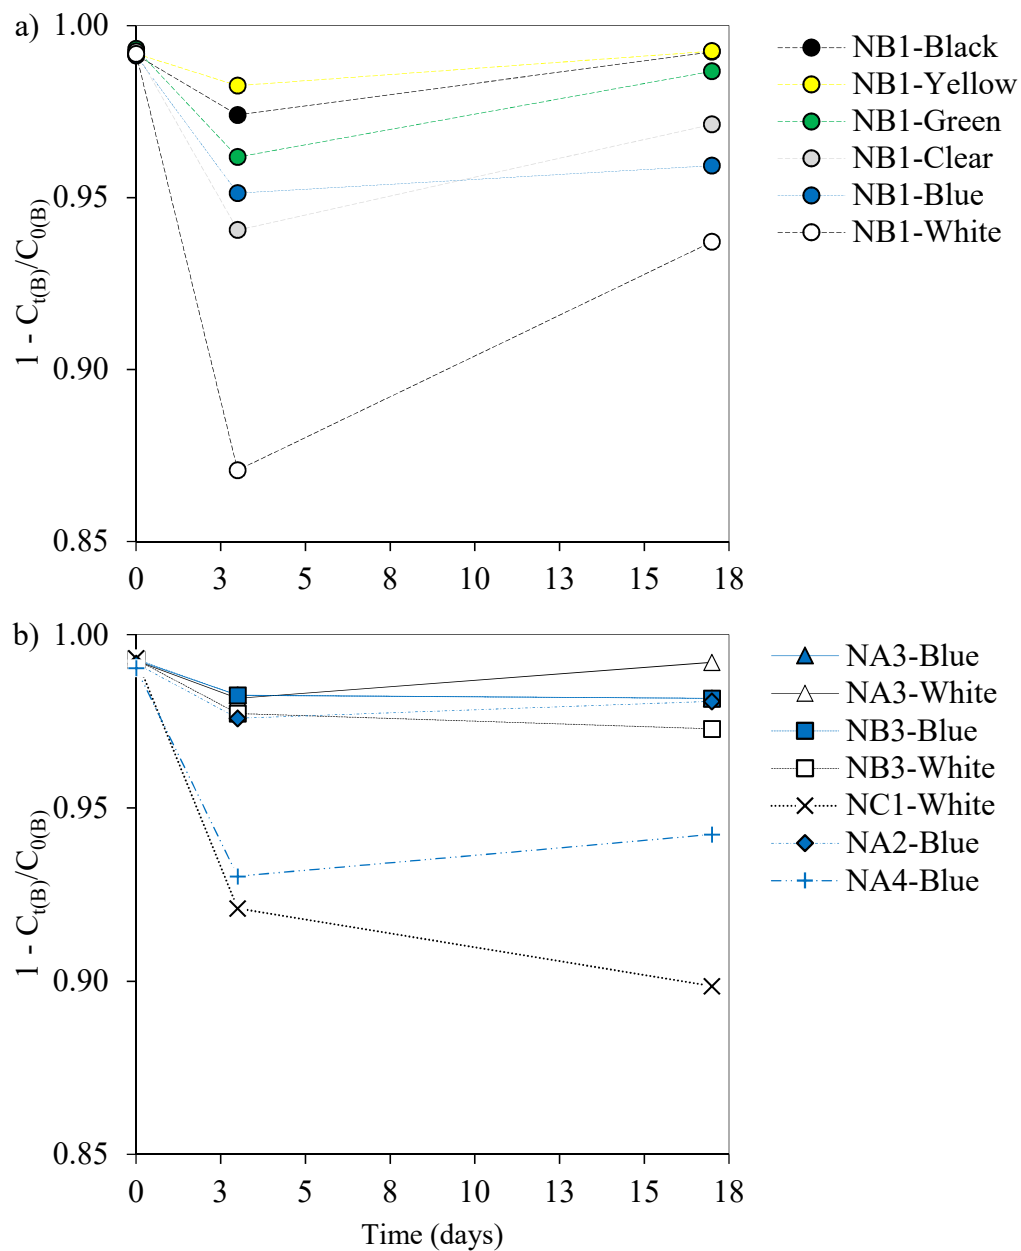 a)
1.00
0.95
0.90
0.85
1 - Ct(B)/C0(B)
0 3 5 8 10 13 15 18
NB1-Black
NB1-Yellow
NB1-Green
NB1-Clear
NB1-Blue
NB1-White
b)
1.00
0.95
0.90
0.85
1 - Ct(B)/C0(B)
0 3 5 8 10 13 15 18
Time (days)
NA3-Blue
NA3-White
NB3-Blue
NB3-White
NC1-White
NA2-Blue
NA4-Blue